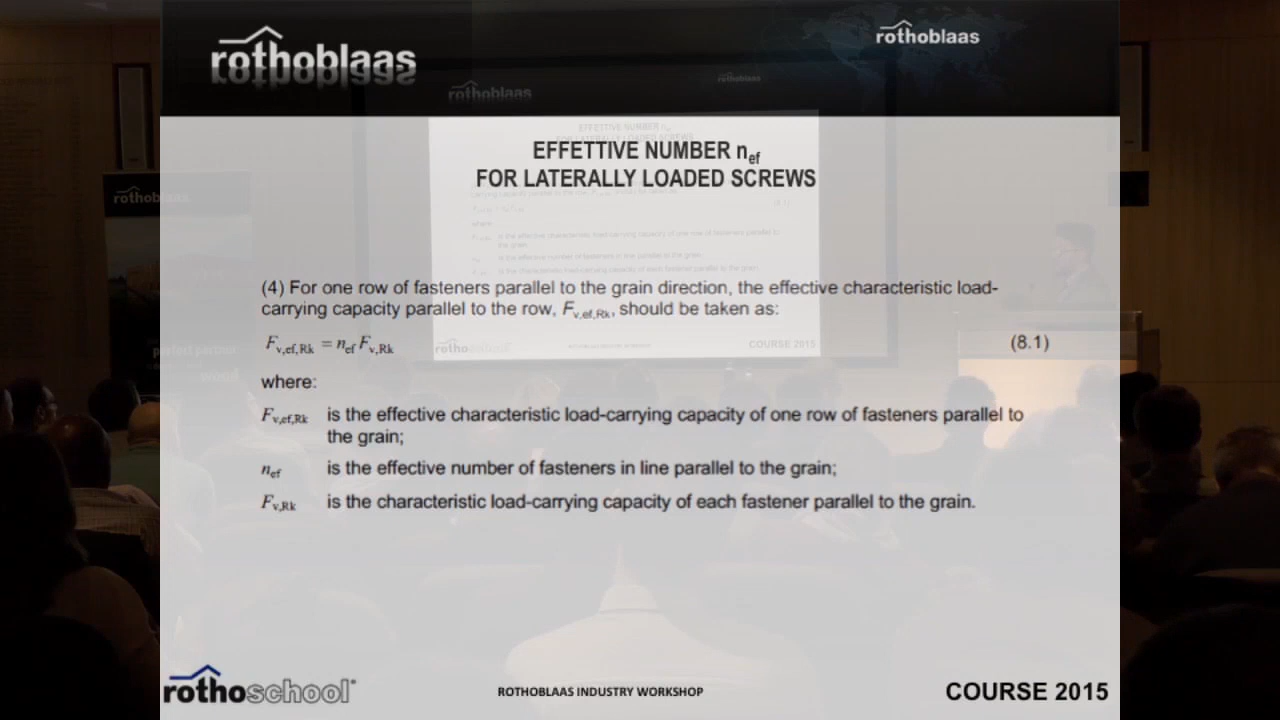 rothoblaas
rothoblaas
rothoblaas
rothoblaas
EFFETTIVE NUMBER nef
FOR LATERALLY LOADED SCREWS
rothoblaas
(4) For one row of fasteners parallel to the grain direction, the effective characteristic load-
carrying capacity parallel to the row, Fv,ef,Rk, should be taken as:
Fv,ef,Rk = nef Fv,Rk (8.1)
where:
Fv,ef,Rk is the effective characteristic load-carrying capacity of one row of fasteners parallel to
the grain;
nef is the effective number of fasteners in line parallel to the grain;
Fv,Rk is the characteristic load-carrying capacity of each fastener parallel to the grain.
COURSE 2015
rothoschool
ROTHOBLAAS INDUSTRY WORKSHOP
COURSE 2015